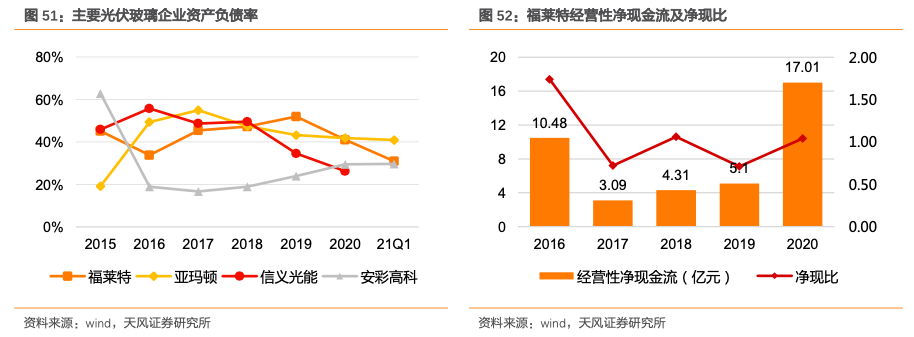 图 51：主要光伏玻璃企业资产负债率
80%
60%
40%
20%
0%
2015 2016 2017 2018 2019 2020 21Q1
福莱特 亚玛顿 信义光能 安彩高科
资料来源：wind，天风证券研究所
图 52：福莱特经营性净现金流及净现比
20 2.00
17.01
16 1.50
10.48
12 1.00
8
3.09 4.31 5.1
4 0.50
0 0.00
2016 2017 2018 2019 2020
经营性净现金流（亿元） 净现比
资料来源：wind，天风证券研究所